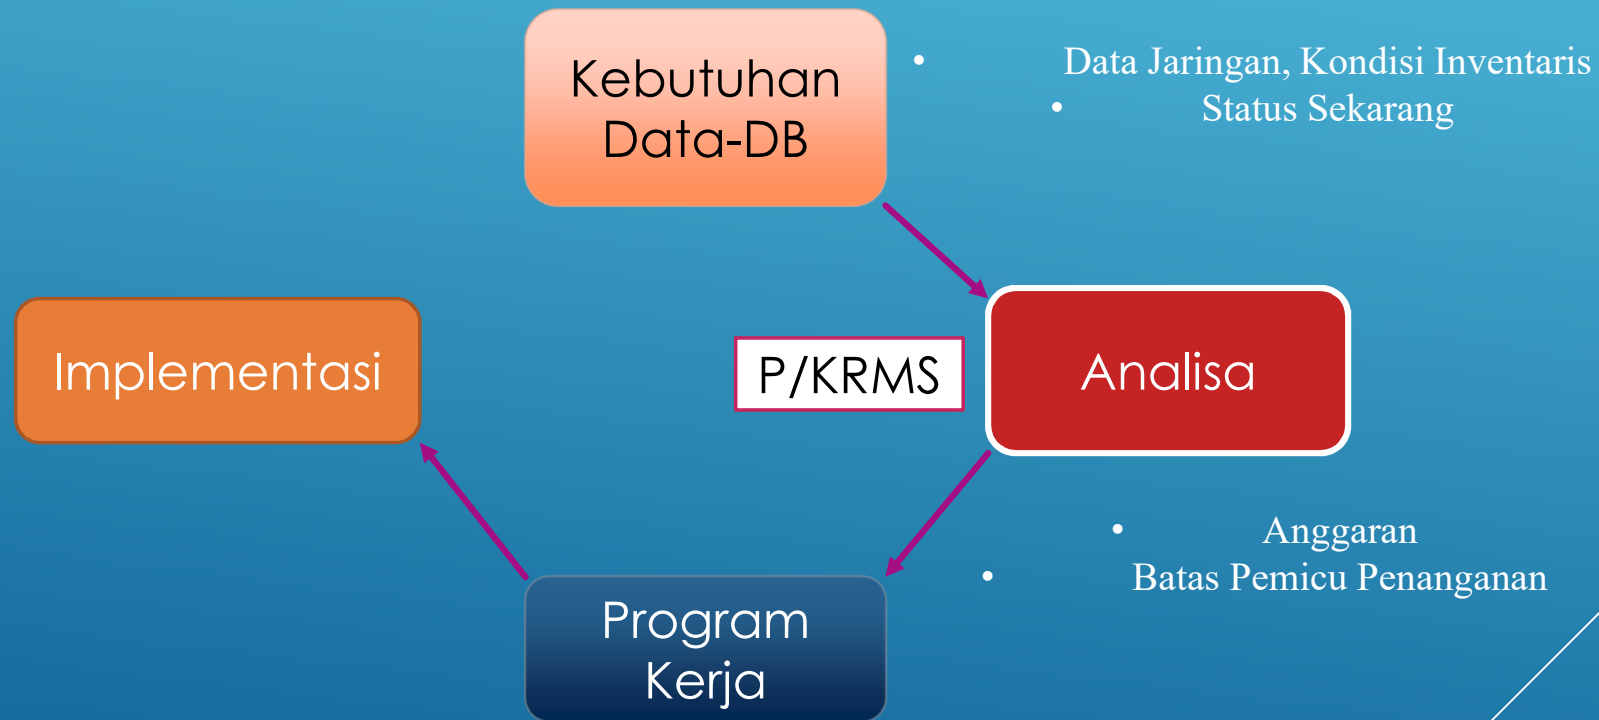 Kebutuhan
Data-DB
• Data Jaringan, Kondisi Inventaris
• Status Sekarang
Implementasi
P/KRMS
Analisa
• Anggaran
• Batas Pemicu Penanganan
Program
Kerja